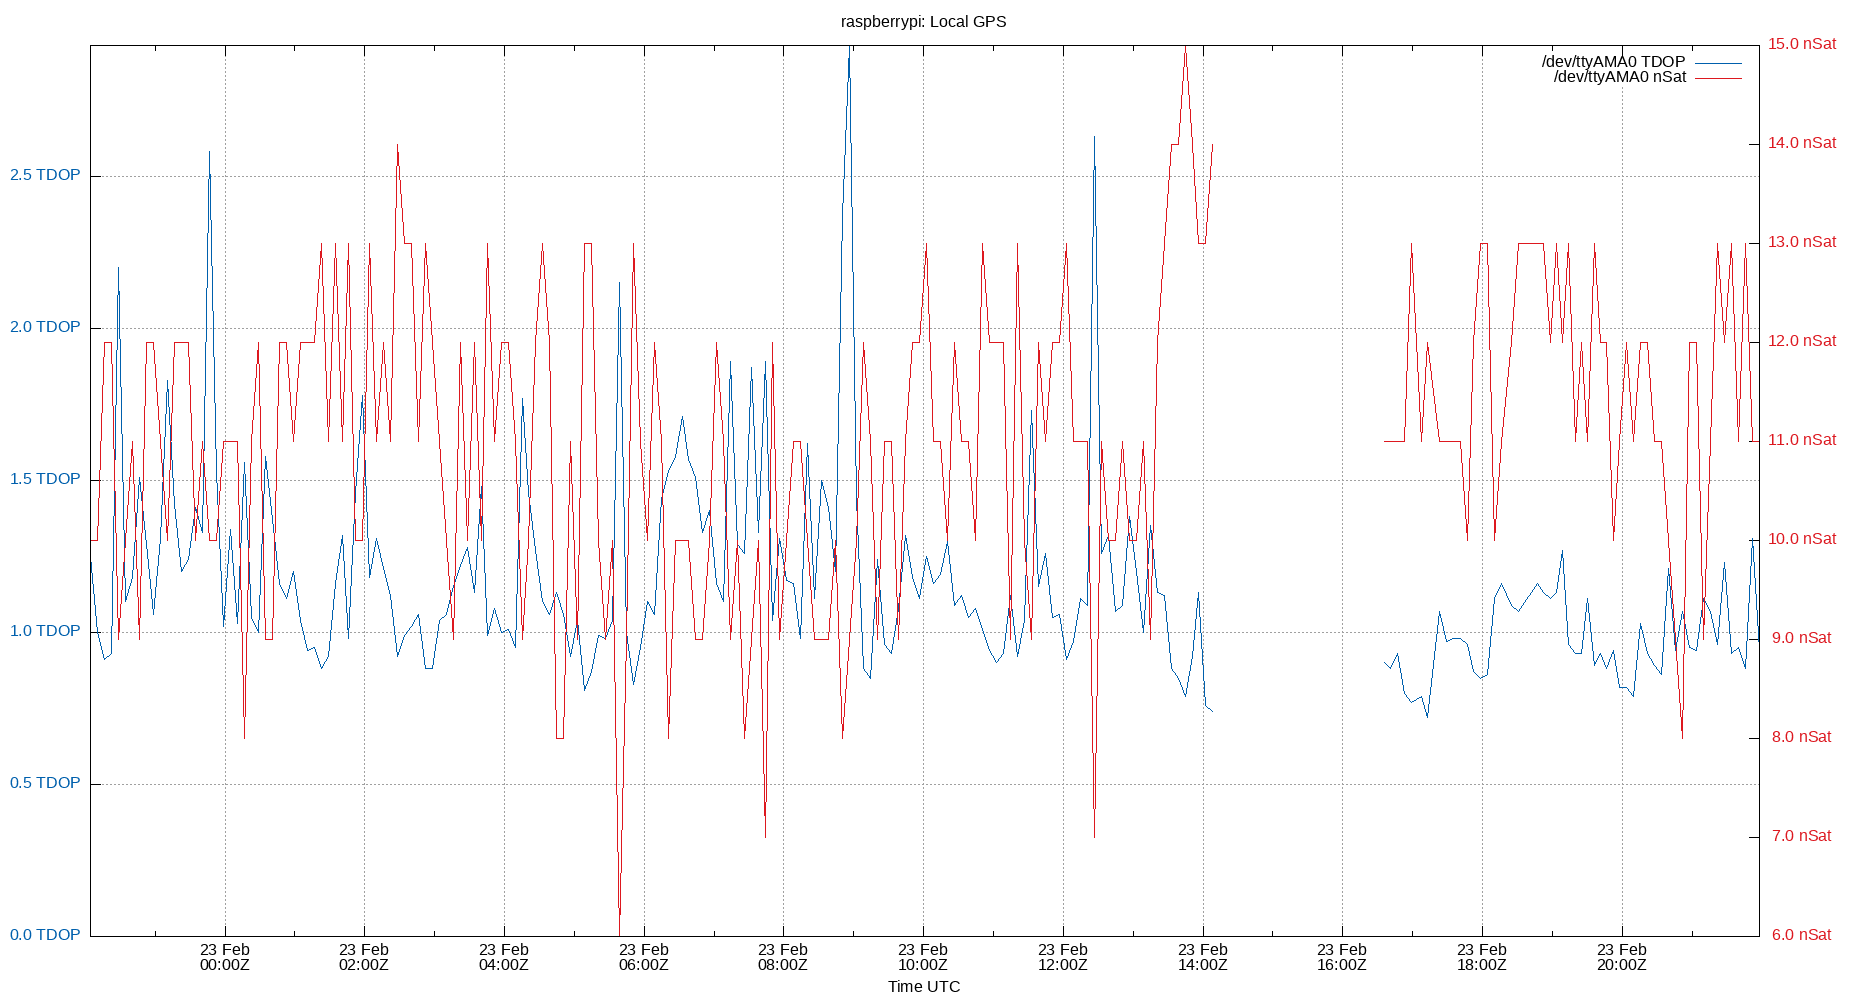 raspberrypi: Local GPS
/dev/ttyAMA0 TDOP
/dev/ttyAMA0 nSat
2.5 TDOP
2.0 TDOP
1.5 TDOP
1.0 TDOP
0.5 TDOP
0.0 TDOP
15.0 nSat
14.0 nSat
13.0 nSat
12.0 nSat
11.0 nSat
10.0 nSat
9.0 nSat
8.0 nSat
7.0 nSat
6.0 nSat
23 Feb
00:00Z
23 Feb
02:00Z
23 Feb
04:00Z
23 Feb
06:00Z
23 Feb
08:00Z
23 Feb
10:00Z
23 Feb
12:00Z
23 Feb
14:00Z
23 Feb
16:00Z
23 Feb
18:00Z
23 Feb
20:00Z
Time UTC